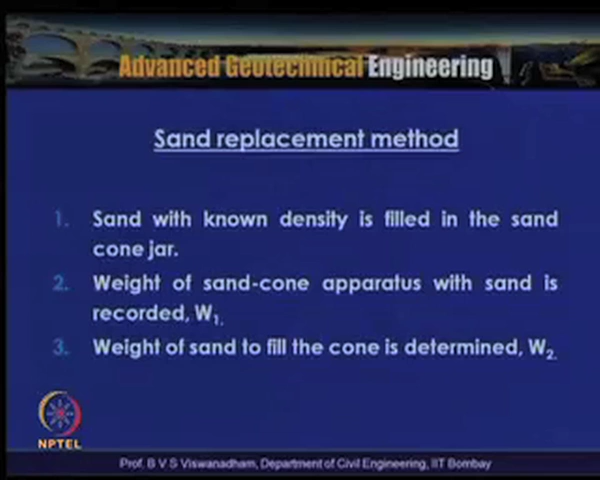 Advanced Geotechnical Engineering
Sand replacement method
1. Sand with known density is filled in the sand
cone jar.
2. Weight of sand-cone apparatus with sand is
recorded, W₁.
3. Weight of sand to fill the cone is determined, W₂.
NPTEL
Prof. B V S Viswanadham, Department of Civil Engineering, IIT Bombay